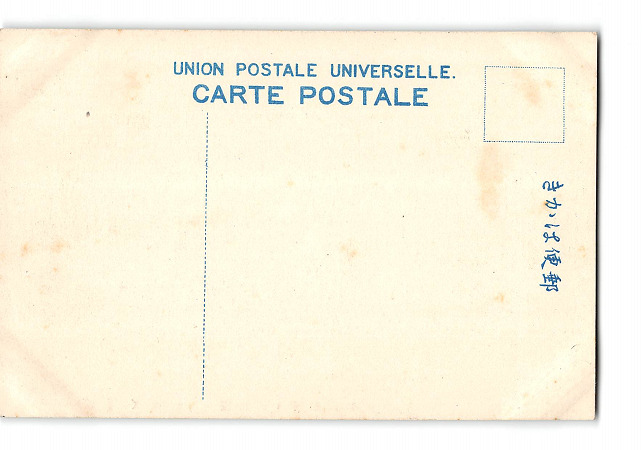 UNION POSTALE UNIVERSELLE.
CARTE POSTALE
きかは便郵